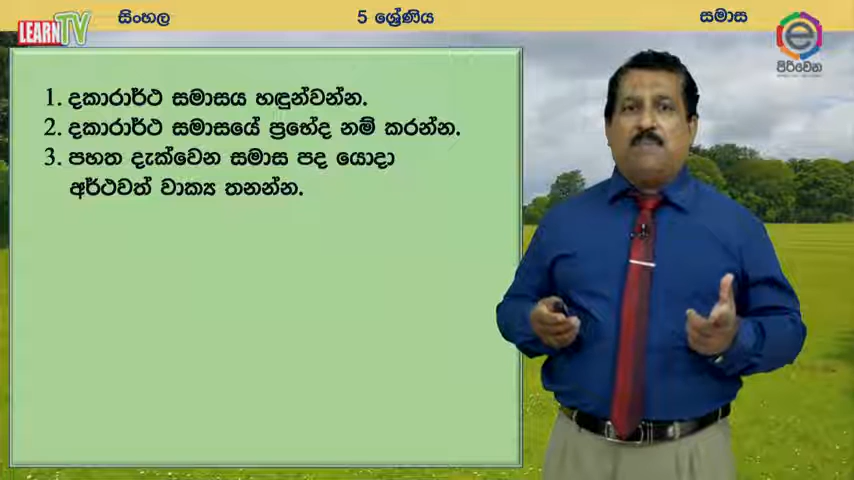 LEARN TV
සිංහල
5 ශ්‍රේණිය
සමාස
e
පිරිවෙන
1. දකාරාර්ථ සමාසය හඳුන්වන්න.
2. දකාරාර්ථ සමාසයේ ප්‍රභේද නම් කරන්න.
3. පහත දැක්වෙන සමාස පද යොදා
අර්ථවත් වාක්‍ය තනන්න.